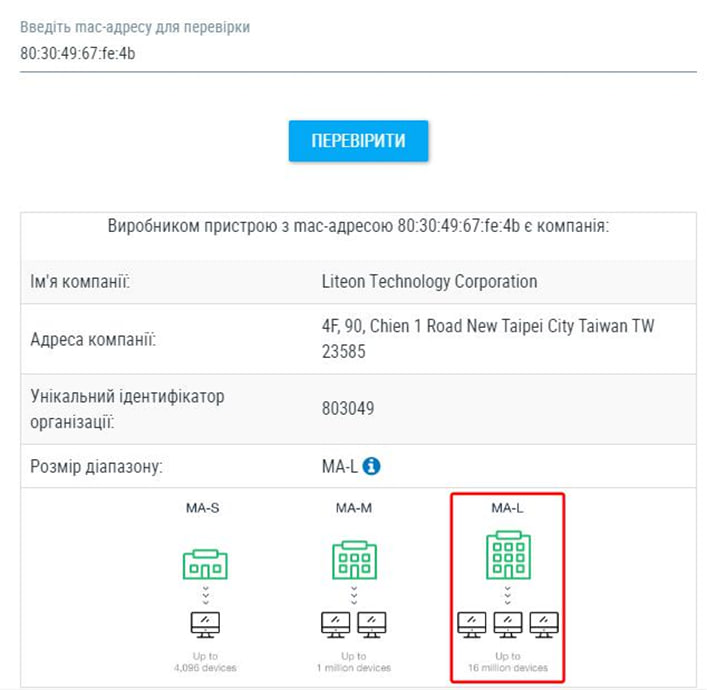 Введіть mac-адресу для перевірки
80:30:49:67:fe:4b
ПЕРЕВІРИТИ
Виробником пристрою з mac-адресою 80:30:49:67:fe:4b є компанія:
Ім'я компанії:
Liteon Technology Corporation
Адреса компанії:
4F, 90, Chien 1 Road New Taipei City Taiwan TW
23585
Унікальний ідентифікатор
організації:
803049
Розмір діапазону:
MA-L
MA-S
MA-M
MA-L
Up to
4,096 devices
Up to
1 million devices
Up to
16 million devices